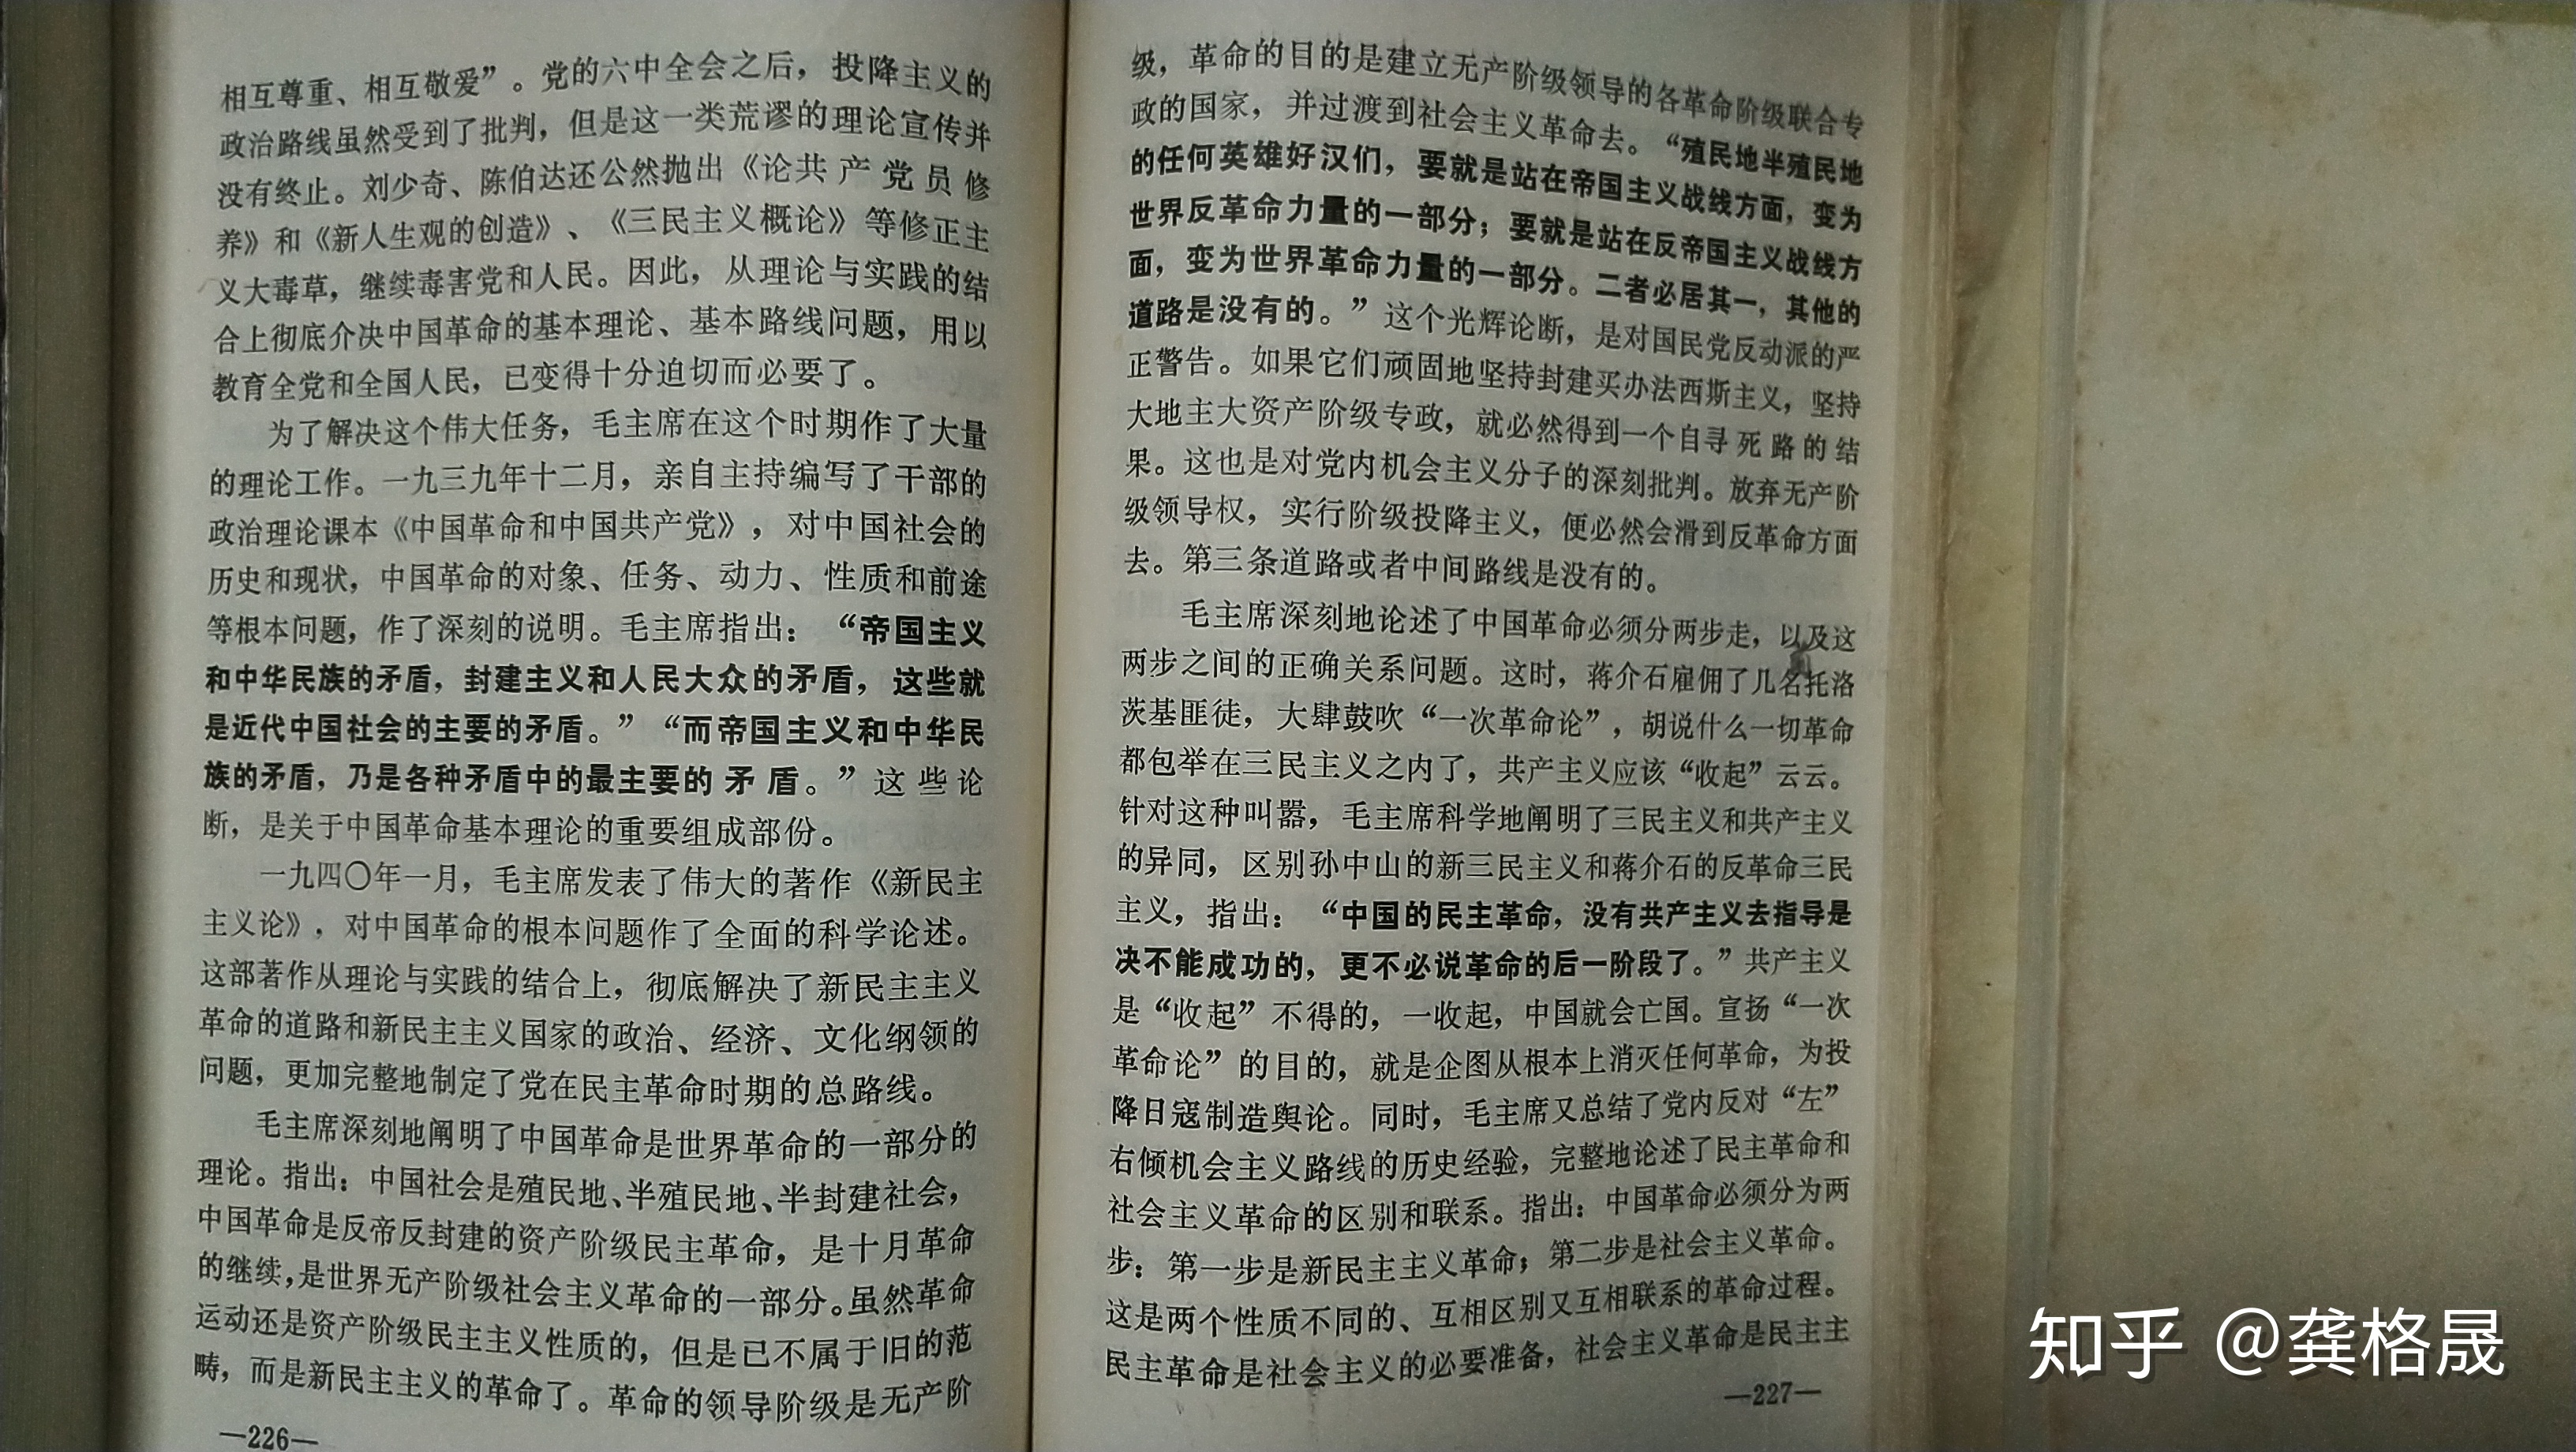 相互尊重、相互敬爱”。党的六中全会之后，投降主义的
政治路线虽然受到了批判，但是这一类荒谬的理论宣传并
没有终止。刘少奇、陈伯达还公然抛出《论共产党员修
养》和《新人生观的创造》、《三民主义概论》等修正主
义大毒草，继续毒害党和人民。因此，从理论与实践的结
合上彻底介决中国革命的基本理论、基本路线问题，用以
教育全党和全国人民，已变得十分迫切而必要了。
为了解决这个伟大任务，毛主席在这个时期作了大量
的理论工作。一九三九年十二月，亲自主持编写了干部的
政治理论课本《中国革命和中国共产党》，对中国社会的
历史和现状，中国革命的对象、任务、动力、性质和前途
等根本问题，作了深刻的说明。毛主席指出：“帝国主义
和中华民族的矛盾，封建主义和人民大众的矛盾，这些就
是近代中国社会的主要的矛盾。”“而帝国主义和中华民
族的矛盾，乃是各种矛盾中的最主要的矛盾。”这些论
断，是关于中国革命基本理论的重要组成部份。
一九四〇年一月，毛主席发表了伟大的著作《新民主
主义论》，对中国革命的根本问题作了全面的科学论述。
这部著作从理论与实践的结合上，彻底解决了新民主主义
革命的道路和新民主主义国家的政治、经济、文化纲领的
问题，更加完整地制定了党在民主革命时期的总路线。
毛主席深刻地阐明了中国革命是世界革命的一部分的
理论。指出：中国社会是殖民地、半殖民地、半封建社会，
中国革命是反帝反封建的资产阶级民主革命，是十月革命
的继续，是世界无产阶级社会主义革命的一部分。虽然革命
运动还是资产阶级民主主义性质的，但是已不属于旧的范
畴，而是新民主主义的革命了。革命的领导阶级是无产阶
—226—
级，革命的目的是建立无产阶级领导的各革命阶级联合专
政的国家，并过渡到社会主义革命去。“殖民地半殖民地
的任何英雄好汉们，要就是站在帝国主义战线方面，变为
世界反革命力量的一部分；要就是站在反帝国主义战线方
面，变为世界革命力量的一部分。二者必居其一，其他的
道路是没有的。”这个光辉论断，是对国民党反动派的严
正警告。如果它们顽固地坚持封建买办法西斯主义，坚持
大地主大资产阶级专政，就必然得到一个自寻死路的结
果。这也是对党内机会主义分子的深刻批判。放弃无产阶
级领导权，实行阶级投降主义，便必然会滑到反革命方面
去。第三条道路或者中间路线是没有的。
毛主席深刻地论述了中国革命必须分两步走，以及这
两步之间的正确关系问题。这时，蒋介石雇佣了几名托洛
茨基匪徒，大肆鼓吹“一次革命论”，胡说什么一切革命
都包举在三民主义之内了，共产主义应该“收起”云云。
针对这种叫嚣，毛主席科学地阐明了三民主义和共产主义
的异同，区别孙中山的新三民主义和蒋介石的反革命三民
主义，指出：“中国的民主革命，没有共产主义去指导是
决不能成功的，更不必说革命的后一阶段了。”共产主义
是“收起”不得的，一收起，中国就会亡国。宣扬“一次
革命论”的目的，就是企图从根本上消灭任何革命，为投
降日寇制造舆论。同时，毛主席又总结了党内反对“左”
右倾机会主义路线的历史经验，完整地论述了民主革命和
社会主义革命的区别和联系。指出：中国革命必须分为两
步：第一步是新民主主义革命；第二步是社会主义革命。
这是两个性质不同的、互相区别又互相联系的革命过程。
民主革命是社会主义的必要准备，社会主义革命是民主主
—227—
知乎 @龚格晟